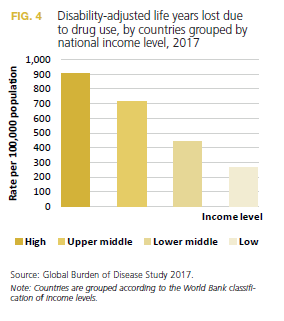 FIG. 4 Disability-adjusted life years lost due
to drug use, by countries grouped by
national income level, 2017
Rate per 100,000 population
1,000
900
800
700
600
500
400
300
200
100
0
Income level
High Upper middle Lower middle Low
Source: Global Burden of Disease Study 2017.
Note: Countries are grouped according to the World Bank classifi-
cation of income levels.